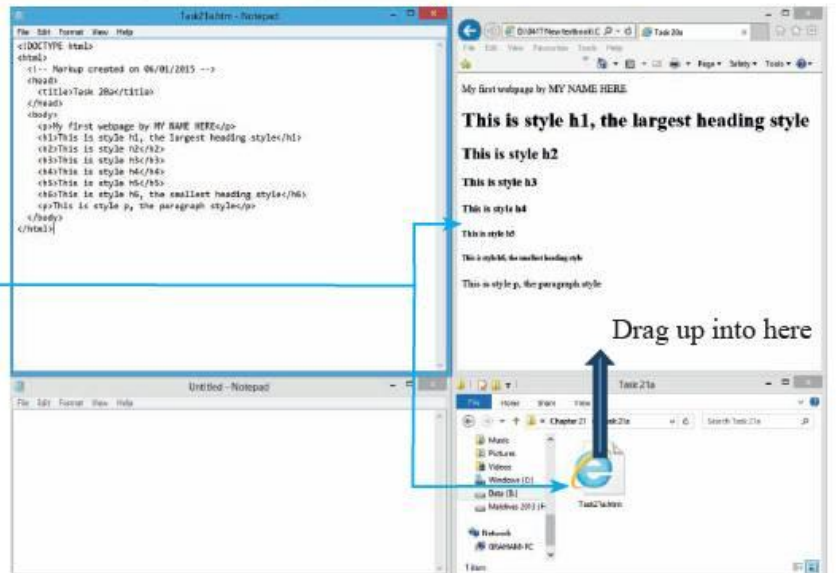 Task21a.htm - Notepad
File Edit Format View Help
<!DOCTYPE html>
<html>
<!-- Markup created on 06/01/2015 -->
<head>
<title>Task 20a</title>
</head>
<body>
<p>My first webpage by MY NAME HERE</p>
<h1>This is style h1, the largest heading style</h1>
<h2>This is style h2</h2>
<h3>This is style h3</h3>
<h4>This is style h4</h4>
<h5>This is style h5</h5>
<h6>This is style h6, the smallest heading style</h6>
<p>This is style p, the paragraph style</p>
</body>
</html>
Task 20a
File Edit View Favourites Tools Help
Page Safety Tools
My first webpage by MY NAME HERE
This is style h1, the largest heading style
This is style h2
This is style h3
This is style h4
This is style h5
This is style h6, the smallest heading style
This is style p, the paragraph style
Drag up into here
Untitled - Notepad
File Edit Format View Help
Task 21a
File Home Share View
Chapter 21 Task 21a
Search Task 21a
Music
Pictures
Videos
Windows (C:)
Data (D:)
Maldives 2013
Network
Task21a.htm
1 item